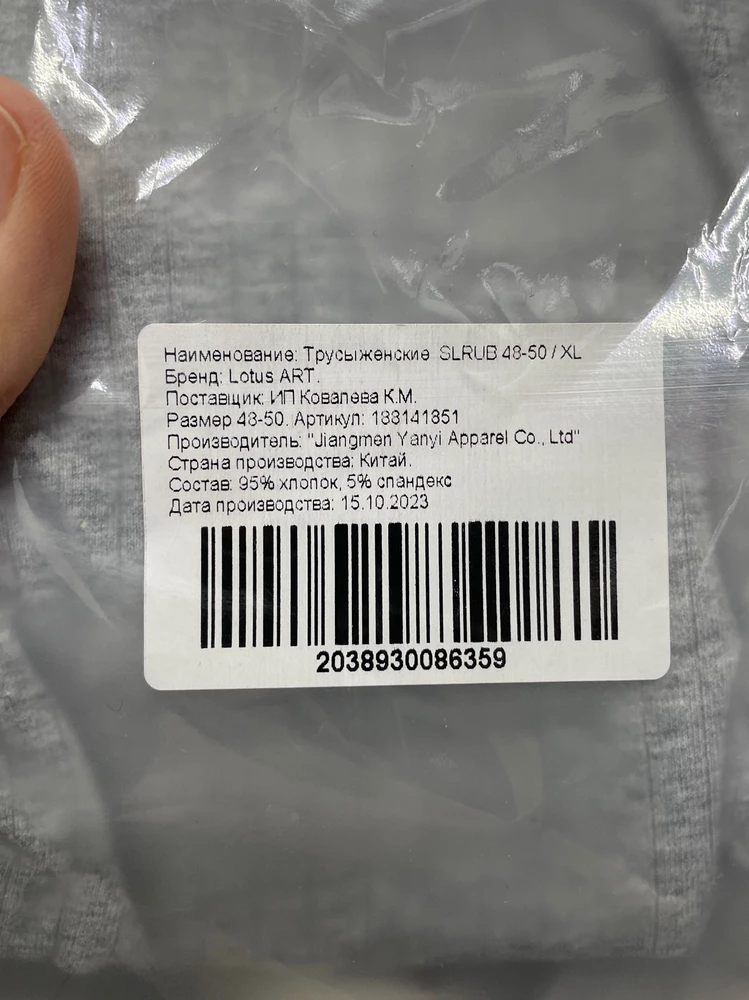 Наименование: Трусыженские SLRUB 48-50 / XL
Бренд: Lotus ART.
Поставщик: ИП Ковалева К.М.
Размер 48-50. Артикул: 188141851
Производитель: "Jiangmen Yanyi Apparel Co., Ltd"
Страна производства: Китай.
Состав: 95% хлопок, 5% спандекс
Дата производства: 15.10.2023
2038930086359